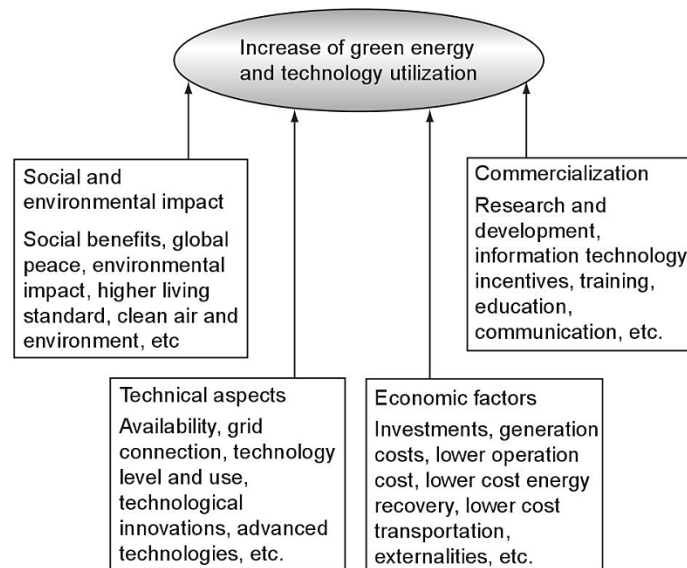 Increase of green energy
and technology utilization
Social and
environmental impact
Social benefits, global
peace, environmental
impact, higher living
standard, clean air and
environment, etc
Commercialization
Research and
development,
information technology
incentives, training,
education,
communication, etc.
Technical aspects
Availability, grid
connection, technology
level and use,
technological
innovations, advanced
technologies, etc.
Economic factors
Investments, generation
costs, lower operation
cost, lower cost energy
recovery, lower cost
transportation,
externalities, etc.